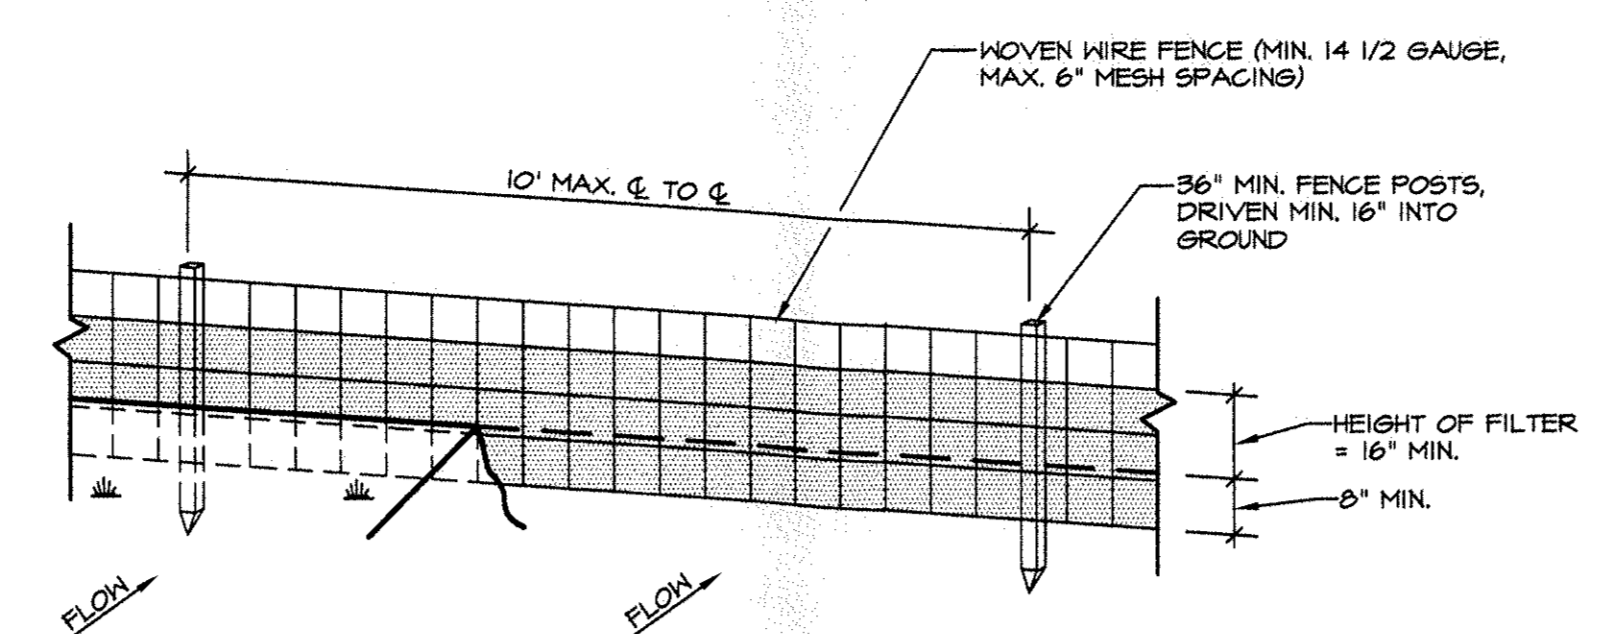 WOVEN WIRE FENCE (MIN. 14 1/2 GAUGE,
MAX. 6" MESH SPACING)
10' MAX. ℄ TO ℄
36" MIN. FENCE POSTS,
DRIVEN MIN. 16" INTO
GROUND
HEIGHT OF FILTER
= 16" MIN.
8" MIN.
FLOW
FLOW